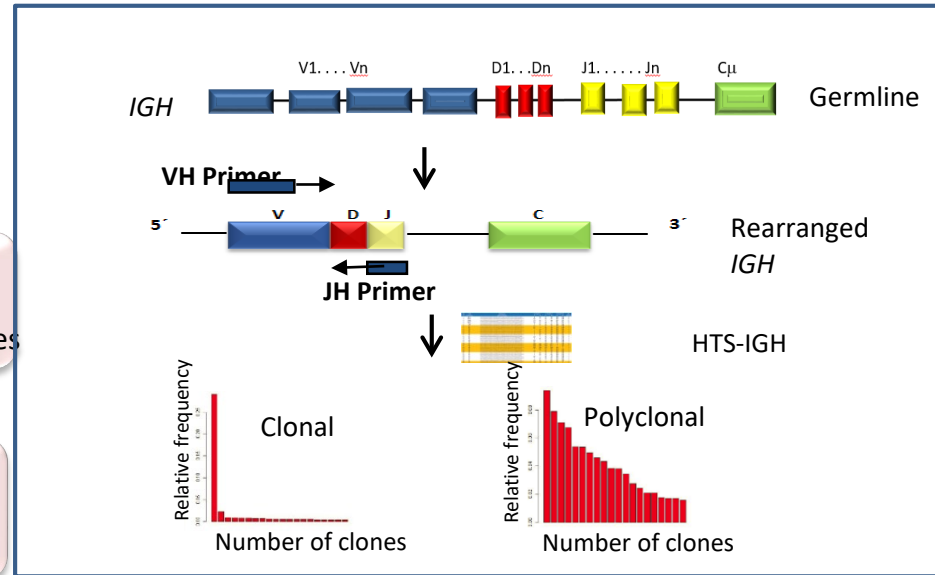 V1. . . . Vn
D1. . .Dn
J1. . . . . . Jn
Cμ
IGH
Germline
VH Primer
5´
V
D
J
C
3´
Rearranged
IGH
JH Primer
es
HTS-IGH
Relative frequency
Clonal
Number of clones
Relative frequency
Polyclonal
Number of clones